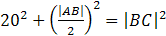 20² + (|AB|/2)² = |BC|²